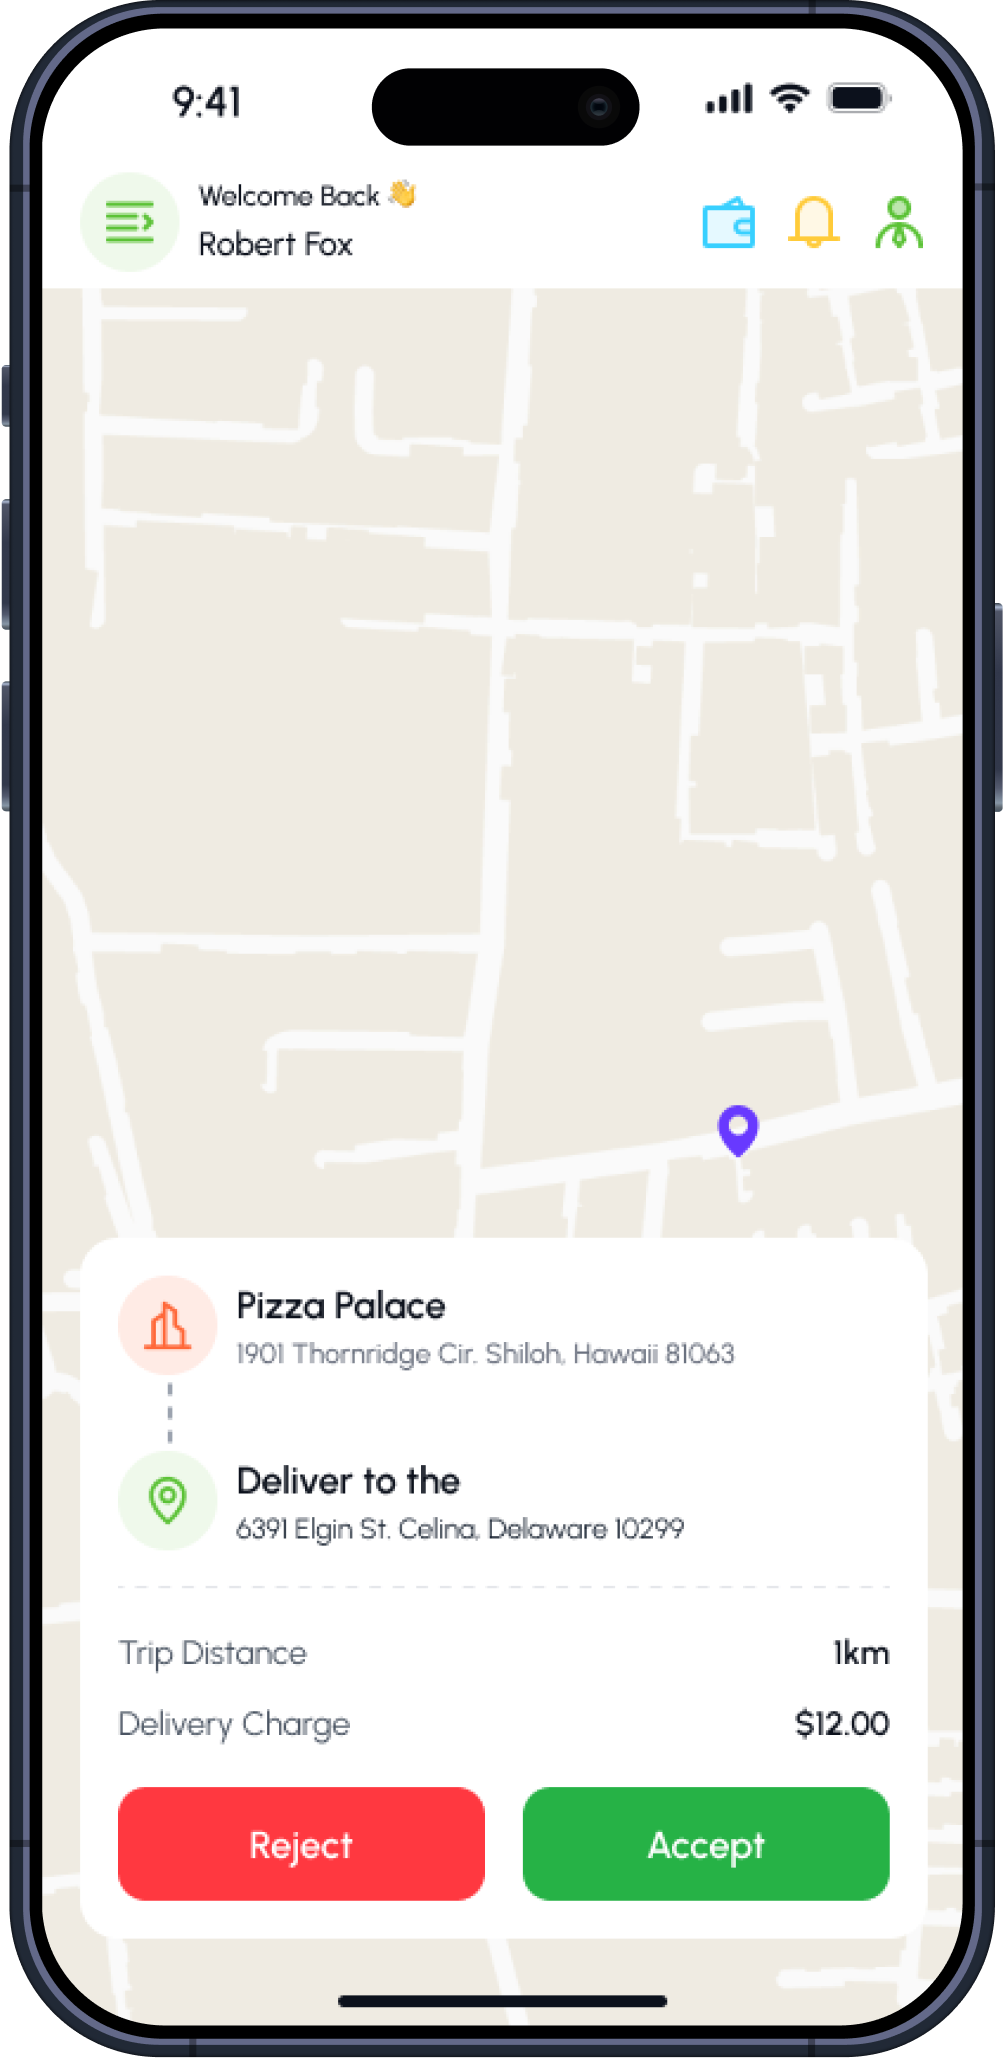 9:41
Welcome Back 👋
Robert Fox
Pizza Palace
1901 Thornridge Cir. Shiloh, Hawaii 81063
Deliver to the
6391 Elgin St. Celina, Delaware 10299
Trip Distance 1km
Delivery Charge $12.00
Reject Accept